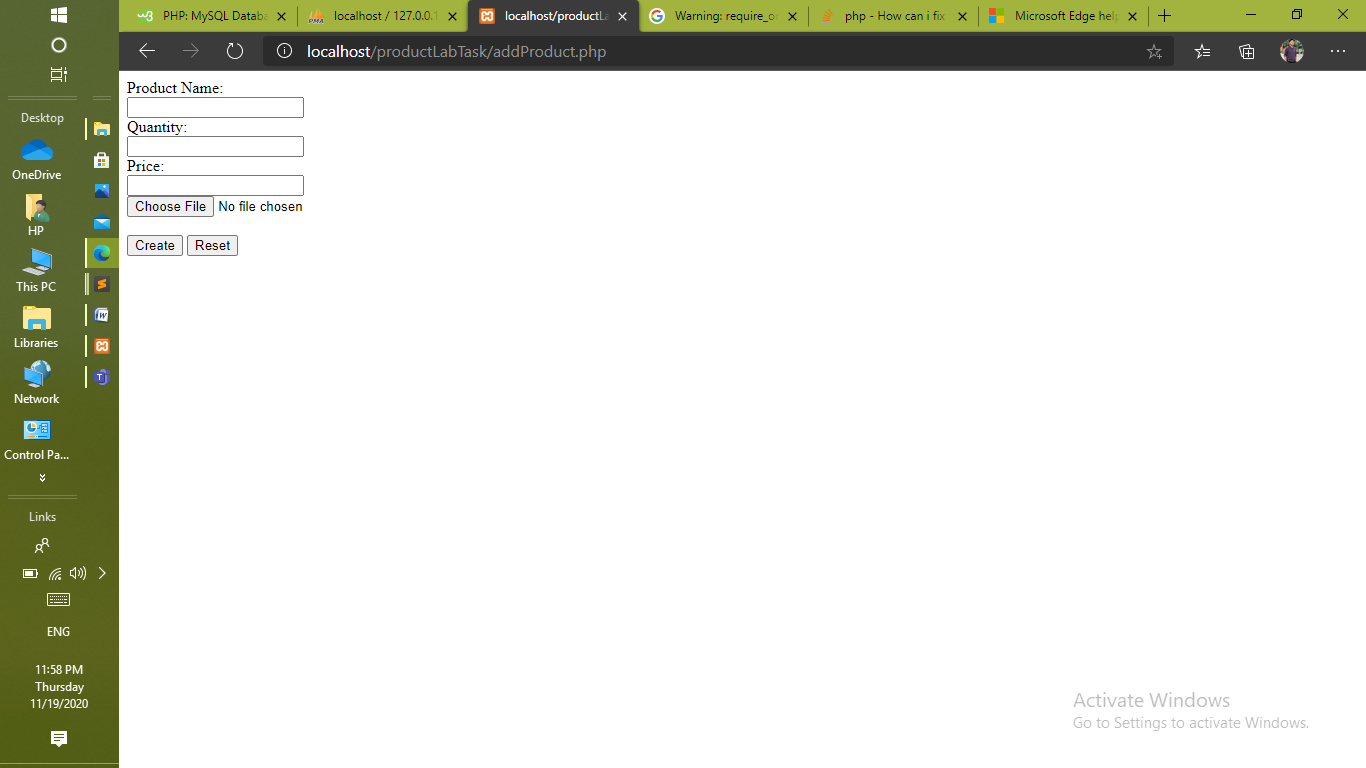 PHP: MySQL Databa
localhost / 127.0.0.1
localhost/productLa
Warning: require_o
php - How can i fix
Microsoft Edge help
localhost/productLabTask/addProduct.php
Desktop
OneDrive
HP
This PC
Libraries
Network
Control Pa...
Links
ENG
11:58 PM
Thursday
11/19/2020
Product Name:
Quantity:
Price:
Choose File No file chosen
Create Reset
Activate Windows
Go to Settings to activate Windows.